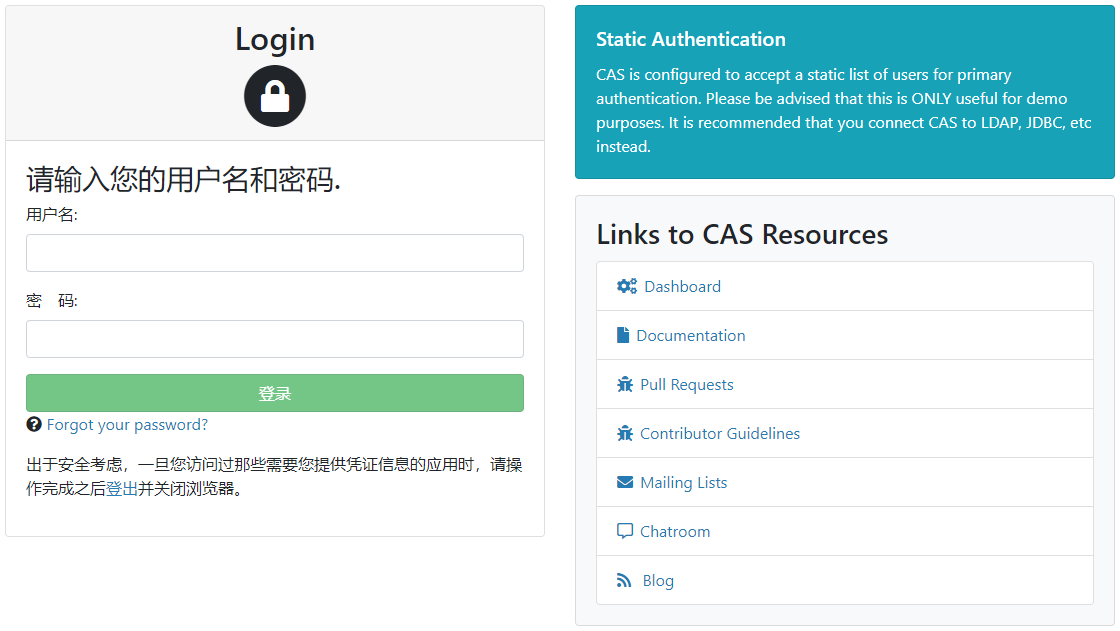 Login
请输入您的用户名和密码.
用户名:
密　码:
登录
Forgot your password?
出于安全考虑，一旦您访问过那些需要您提供凭证信息的应用时，请操
作完成之后登出并关闭浏览器。
Static Authentication
CAS is configured to accept a static list of users for primary
authentication. Please be advised that this is ONLY useful for demo
purposes. It is recommended that you connect CAS to LDAP, JDBC, etc
instead.
Links to CAS Resources
Dashboard
Documentation
Pull Requests
Contributor Guidelines
Mailing Lists
Chatroom
Blog